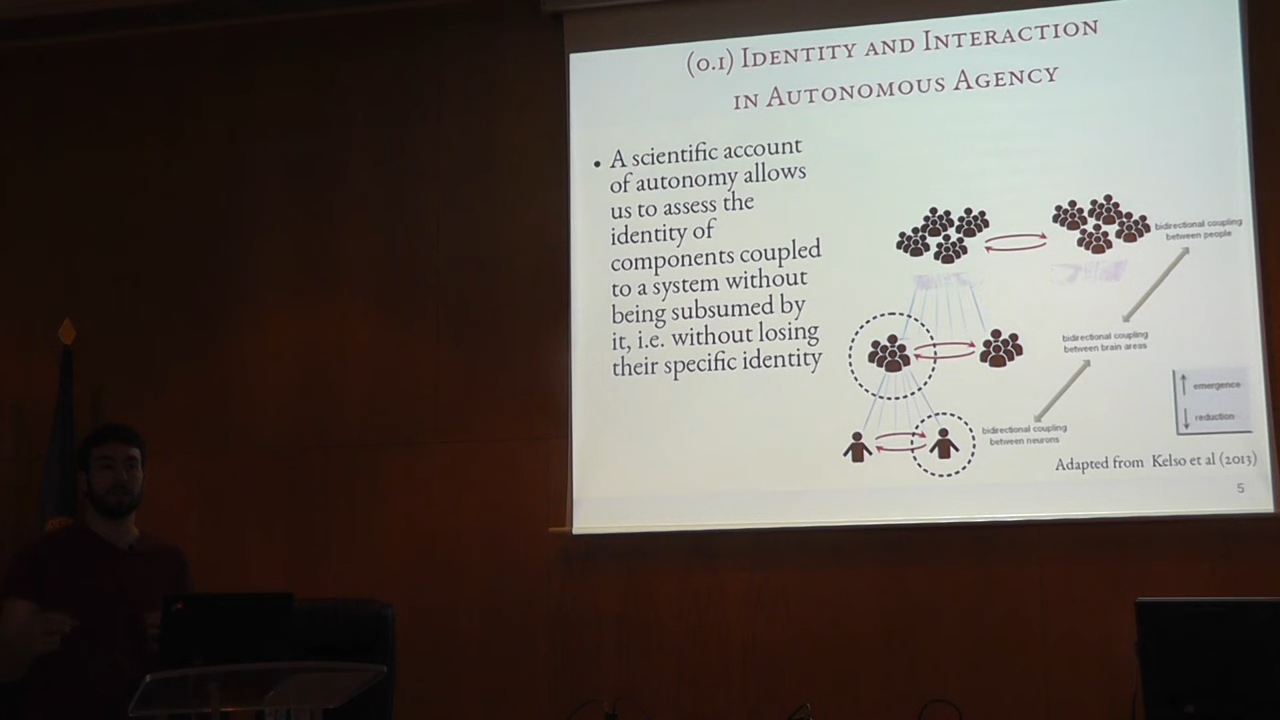 (0.1) Identity and Interaction
in Autonomous Agency
• A scientific account
of autonomy allows
us to assess the
identity of
components coupled
to a system without
being subsumed by
it, i.e. without losing
their specific identity
bidirectional coupling
between people
bidirectional coupling
between brain areas
bidirectional coupling
between neurons
emergence
reduction
Adapted from Kelso et al (2013)
5